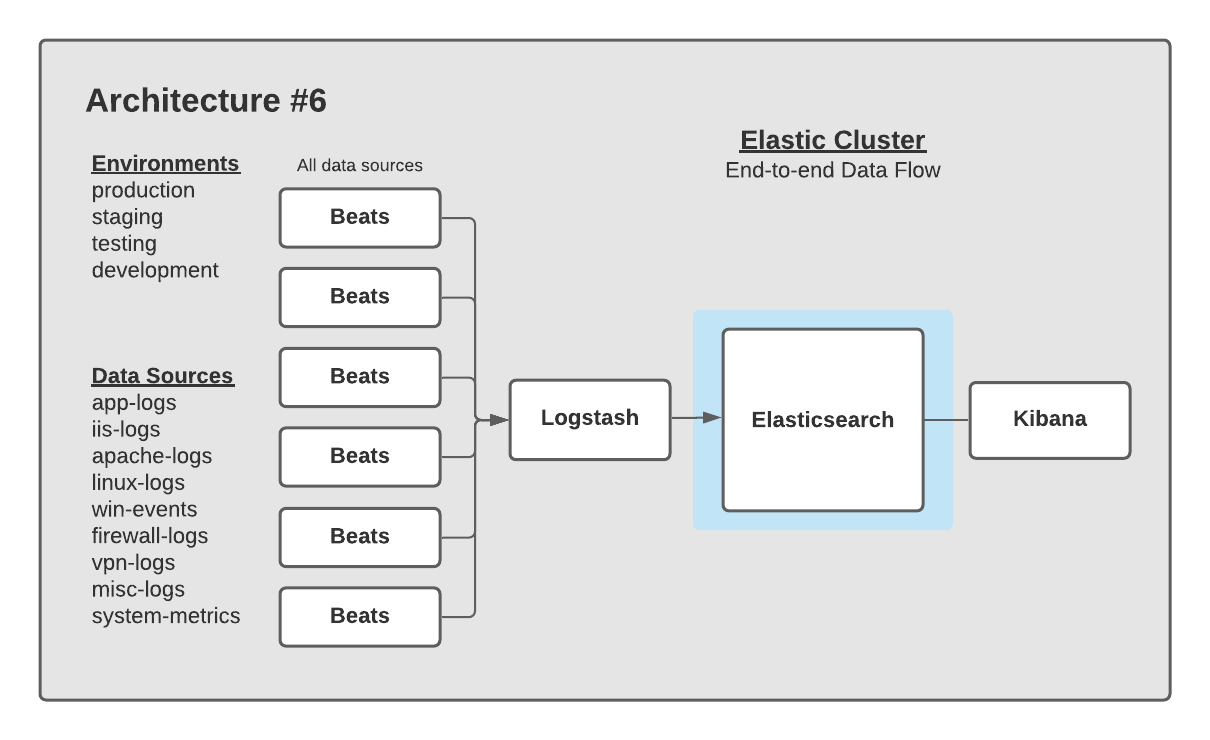 Architecture #6
Environments
production
staging
testing
development
Data Sources
app-logs
iis-logs
apache-logs
linux-logs
win-events
firewall-logs
vpn-logs
misc-logs
system-metrics
All data sources
Beats
Beats
Beats
Beats
Beats
Beats
Logstash
Elastic Cluster
End-to-end Data Flow
Elasticsearch
Kibana